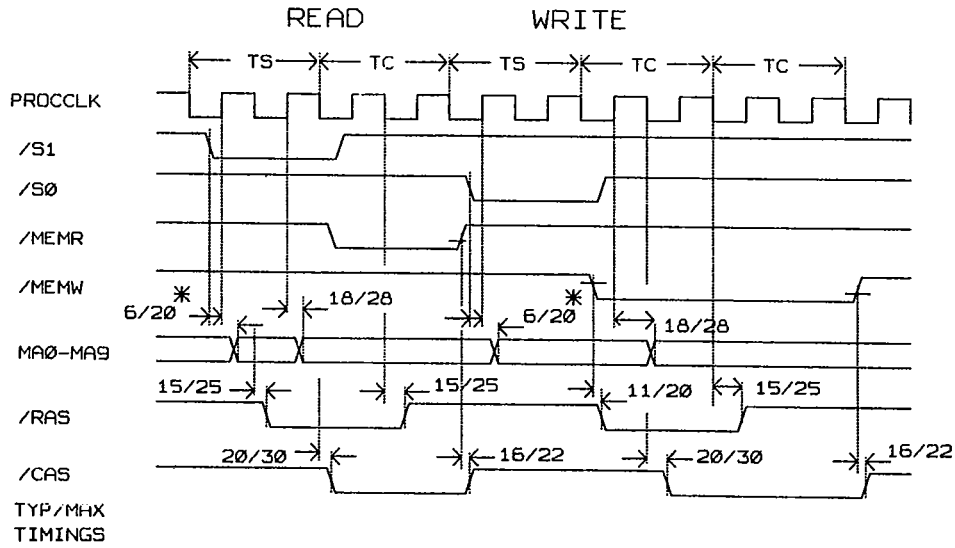 READ WRITE
TS TC TS TC TC
PROCCLK
/S1
/SØ
/MEMR
/MEMW
* *
6/20 18/28 6/20 18/28
MAØ-MA9
15/25 15/25 11/20 15/25
/RAS
20/30 16/22 20/30 16/22
/CAS
TYP/MAX
TIMINGS